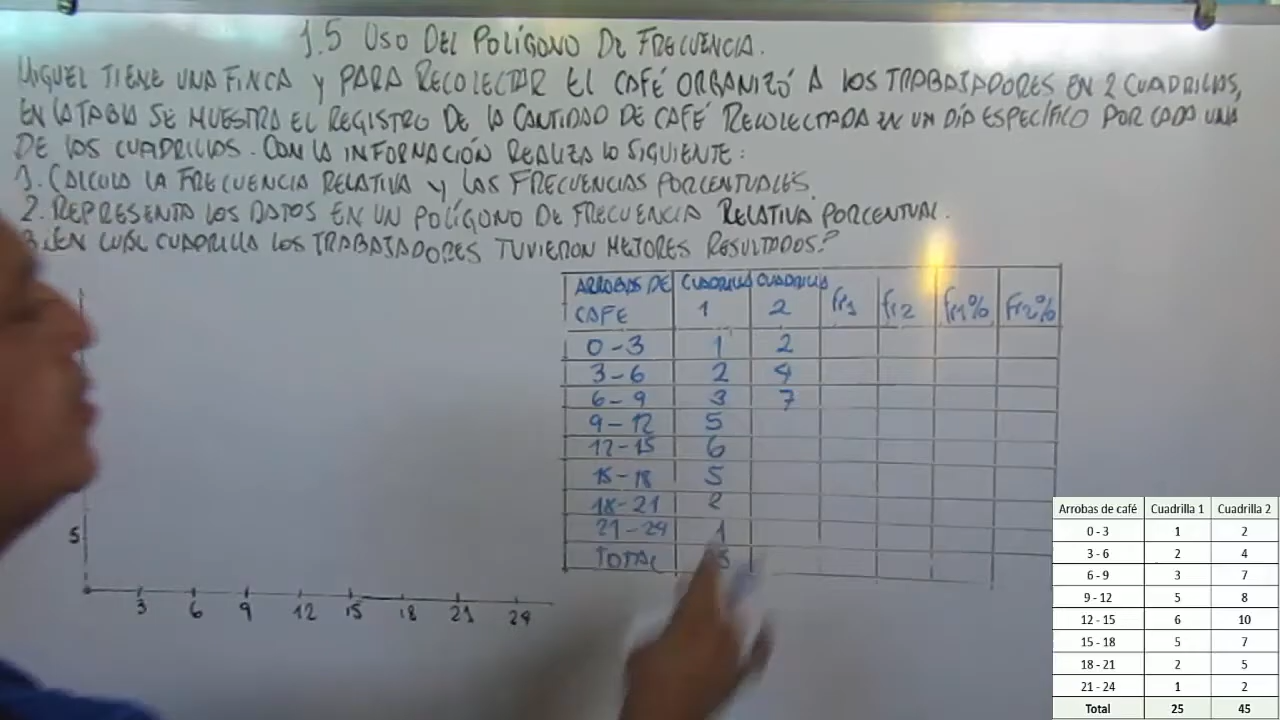 1.5 USO DEL POLÍGONO DE FRECUENCIA.
MIGUEL TIENE UNA FINCA Y PARA RECOLECTAR EL CAFÉ ORGANIZÓ A LOS TRABAJADORES EN 2 CUADRILLAS,
EN LA TABLA SE MUESTRA EL REGISTRO DE LA CANTIDAD DE CAFÉ RECOLECTADA EN UN DÍA ESPECÍFICO POR CADA UNA
DE LAS CUADRILLAS. CON LA INFORMACIÓN REALIZA LO SIGUIENTE:
1. CALCULA LA FRECUENCIA RELATIVA Y LAS FRECUENCIAS PORCENTUALES.
2. REPRESENTA LOS DATOS EN UN POLÍGONO DE FRECUENCIA RELATIVA PORCENTUAL.
EN CUÁL CUADRILLA LOS TRABAJADORES TUVIERON MEJORES RESULTADOS?
ARROBAS DE CUADRILLA CUADRILLA
CAFE 1 2 fr1 fr2 fr1% fr2%
0-3 1 2
3-6 2 4
6-9 3 7
9-12 5
12-15 6
15-18 5
18-21 2
21-24 1
TOTAL
5
3 6 9 12 15 18 21 24
Arrobas de café Cuadrilla 1 Cuadrilla 2
0 - 3 1 2
3 - 6 2 4
6 - 9 3 7
9 - 12 5 8
12 - 15 6 10
15 - 18 5 7
18 - 21 2 5
21 - 24 1 2
Total 25 45